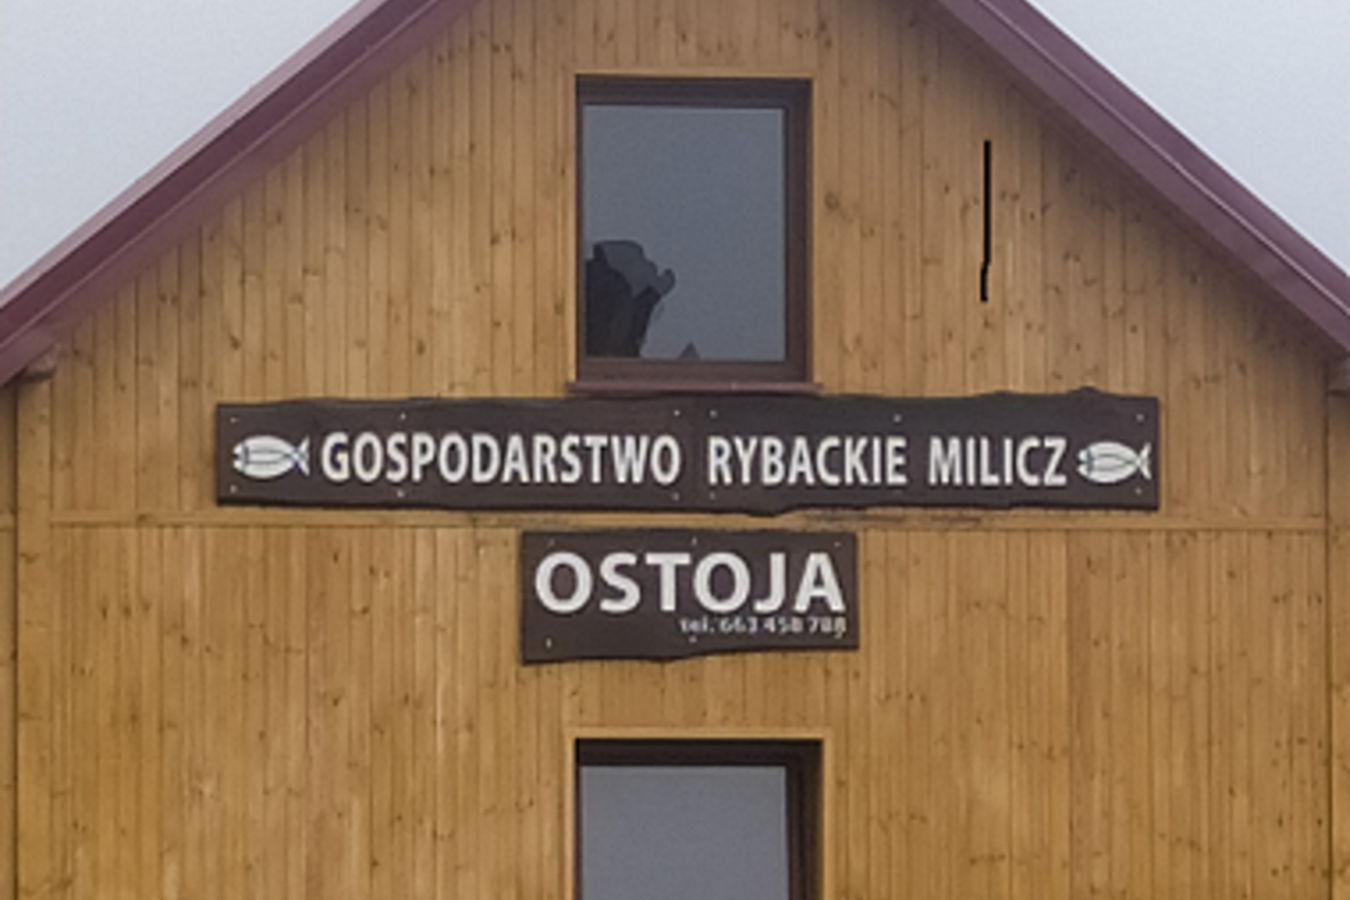 GOSPODARSTWO RYBACKIE MILICZ
OSTOJA
tel. 663 458 788